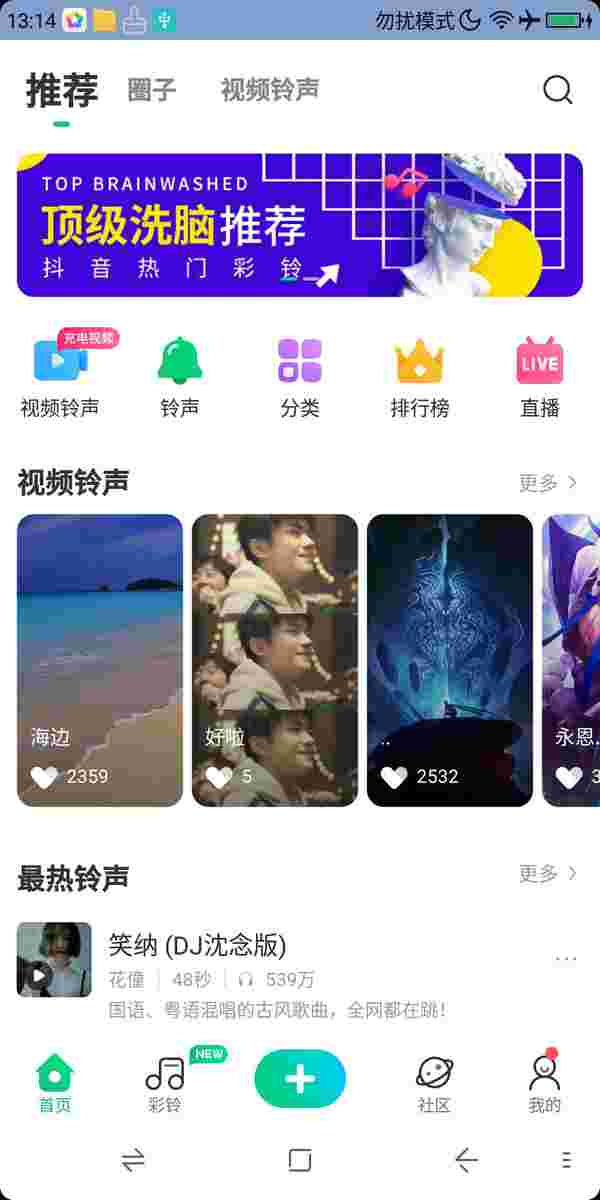 13:14 勿扰模式
推荐 圈子 视频铃声
TOP BRAINWASHED
顶级洗脑推荐
抖音热门彩铃
充电视频
LIVE
视频铃声 铃声 分类 排行榜 直播
视频铃声 更多
海边 好啦 .. 永恩..
2359 5 2532 3
最热铃声 更多
笑纳 (DJ沈念版)
花僮 48秒 539万
国语、粤语混唱的古风歌曲，全网都在跳！
NEW
首页 彩铃 社区 我的